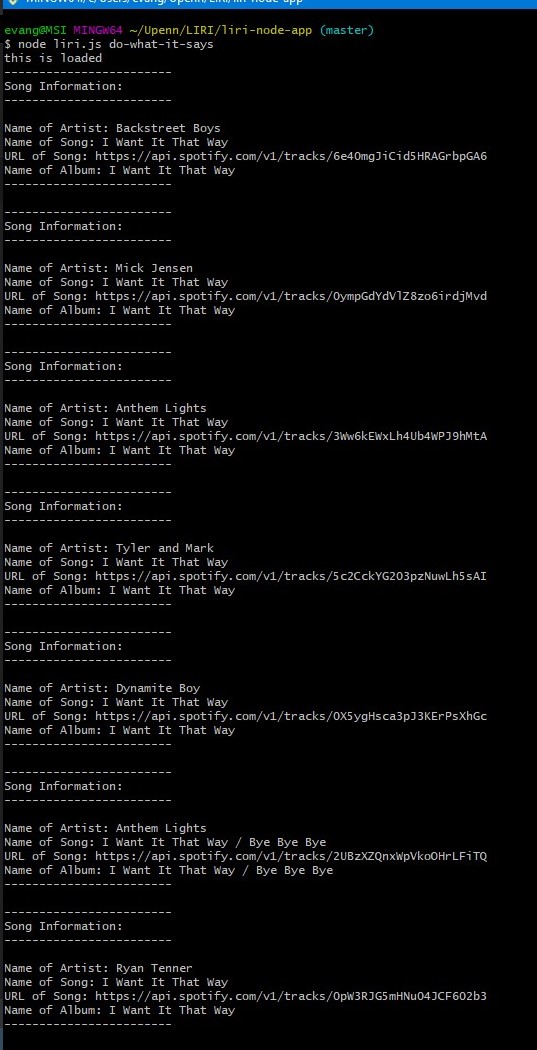 evang@MSI MINGW64 ~/Upenn/LIRI/liri-node-app (master)
$ node liri.js do-what-it-says
this is loaded
------------------------
Song Information:
------------------------
Name of Artist: Backstreet Boys
Name of Song: I Want It That Way
URL of Song: https://api.spotify.com/v1/tracks/6e40mgJiCid5HRAGrbpGA6
Name of Album: I Want It That Way
------------------------
------------------------
Song Information:
------------------------
Name of Artist: Mick Jensen
Name of Song: I Want It That Way
URL of Song: https://api.spotify.com/v1/tracks/0ympGdYdVlZ8zo6irdjMvd
Name of Album: I Want It That Way
------------------------
------------------------
Song Information:
------------------------
Name of Artist: Anthem Lights
Name of Song: I Want It That Way
URL of Song: https://api.spotify.com/v1/tracks/3Ww6kEWxLh4Ub4WPJ9hMtA
Name of Album: I Want It That Way
------------------------
------------------------
Song Information:
------------------------
Name of Artist: Tyler and Mark
Name of Song: I Want It That Way
URL of Song: https://api.spotify.com/v1/tracks/5c2CckYG2O3pzNuwLh5sAI
Name of Album: I Want It That Way
------------------------
------------------------
Song Information:
------------------------
Name of Artist: Dynamite Boy
Name of Song: I Want It That Way
URL of Song: https://api.spotify.com/v1/tracks/0X5ygHsca3pJ3KErPsXhGc
Name of Album: I Want It That Way
------------------------
------------------------
Song Information:
------------------------
Name of Artist: Anthem Lights
Name of Song: I Want It That Way / Bye Bye Bye
URL of Song: https://api.spotify.com/v1/tracks/2UBzXZQnxWpVkoOHrLFiTQ
Name of Album: I Want It That Way / Bye Bye Bye
------------------------
------------------------
Song Information:
------------------------
Name of Artist: Ryan Tenner
Name of Song: I Want It That Way
URL of Song: https://api.spotify.com/v1/tracks/0pW3RJG5mHNuO4JCF6O2b3
Name of Album: I Want It That Way
------------------------